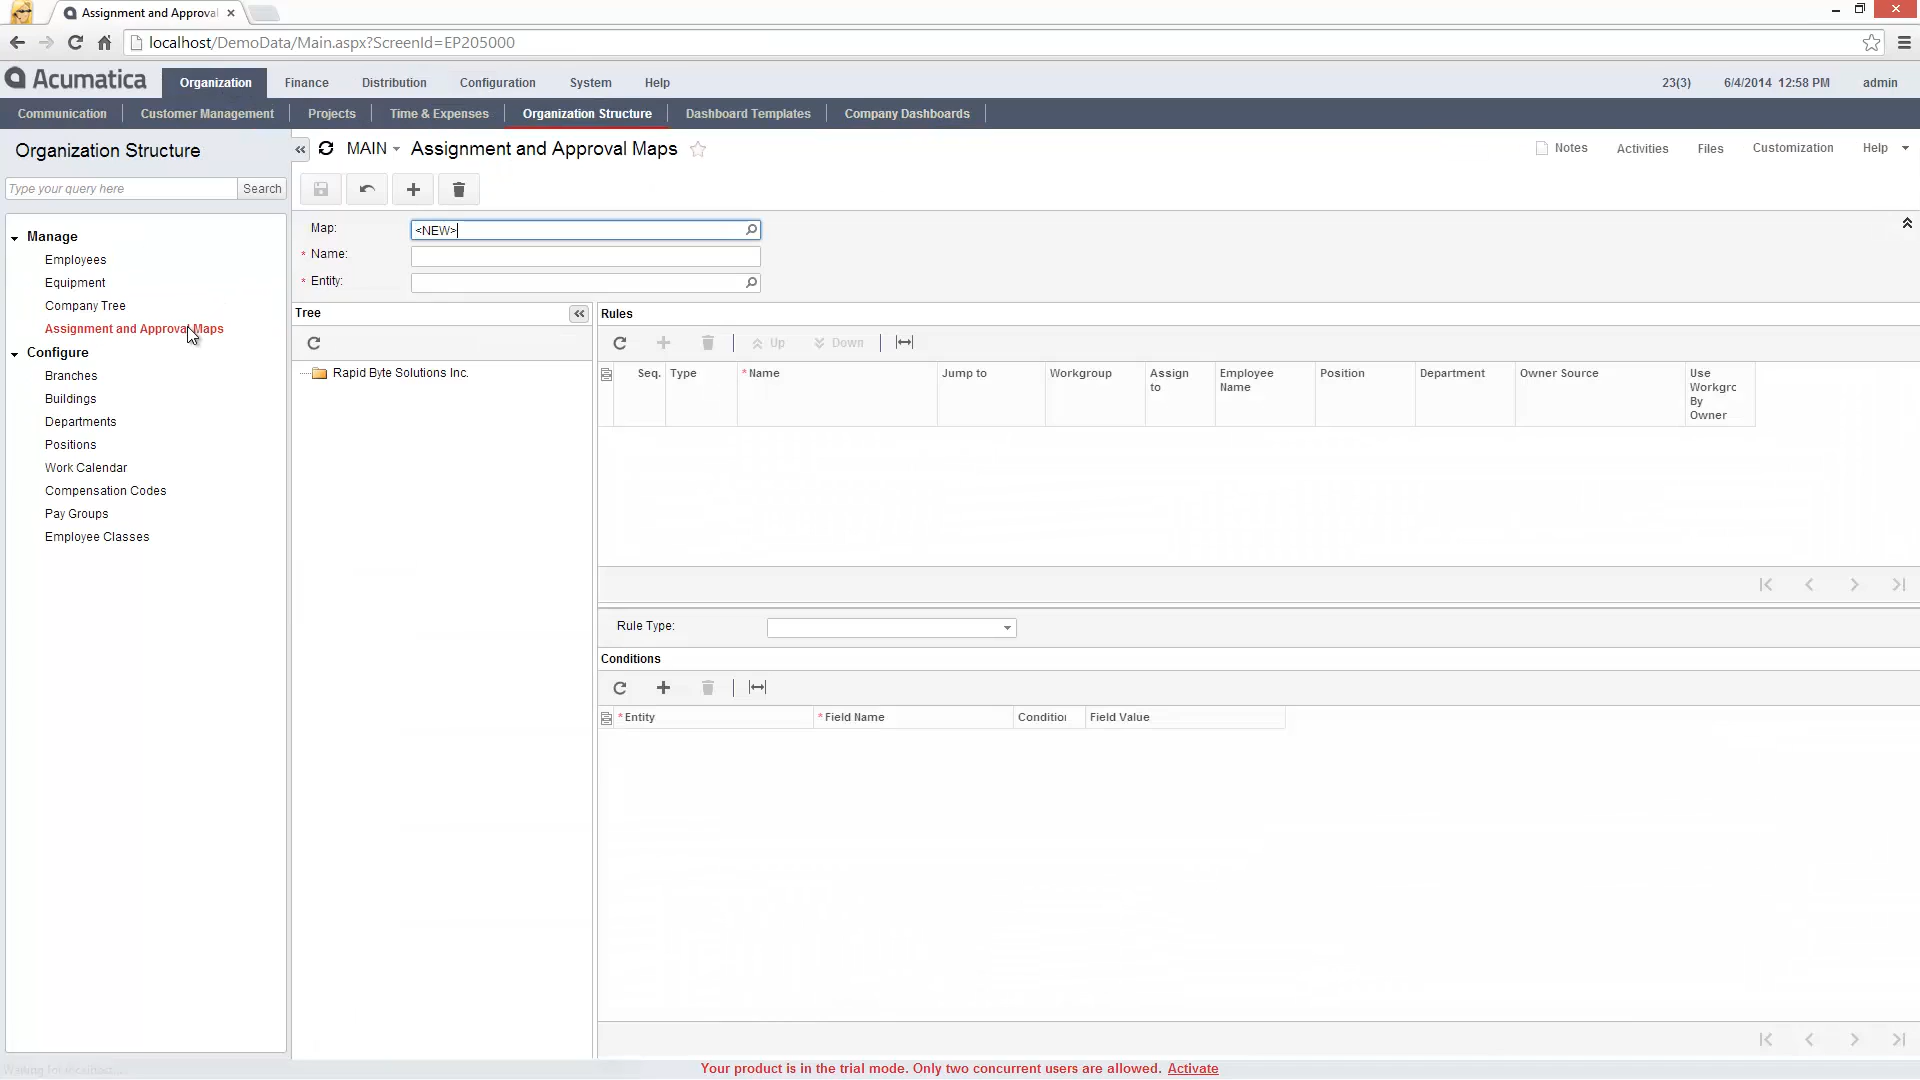 Assignment and Approval
localhost/DemoData/Main.aspx?ScreenId=EP205000
Acumatica
Organization
Finance
Distribution
Configuration
System
Help
23(3)
6/4/2014 12:58 PM
admin
Communication
Customer Management
Projects
Time & Expenses
Organization Structure
Dashboard Templates
Company Dashboards
Organization Structure
Type your query here
Search
Manage
Employees
Equipment
Company Tree
Assignment and Approval Maps
Configure
Branches
Buildings
Departments
Positions
Work Calendar
Compensation Codes
Pay Groups
Employee Classes
MAIN
Assignment and Approval Maps
Notes
Activities
Files
Customization
Help
Map:
<NEW>
* Name:
* Entity:
Tree
Rapid Byte Solutions Inc.
Rules
Up
Down
Seq.
Type
* Name
Jump to
Workgroup
Assign
to
Employee
Name
Position
Department
Owner Source
Use
Workgrc
By
Owner
Rule Type:
Conditions
* Entity
* Field Name
Conditio
Field Value
Waiting for localhost...
Your product is in the trial mode. Only two concurrent users are allowed. Activate